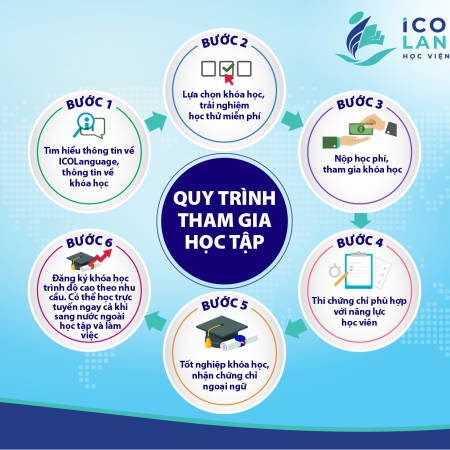 ICO
LAN
HỌC VIỆN
BƯỚC 1
Tìm hiểu thông tin về
ICOLanguage,
thông tin về
khóa học
BƯỚC 2
Lựa chọn khóa học,
trải nghiệm
học thử miễn phí
BƯỚC 3
Nộp học phí,
tham gia khóa học
QUY TRÌNH
THAM GIA
HỌC TẬP
BƯỚC 4
Thi chứng chỉ phù hợp
với năng lực
học viên
BƯỚC 5
Tốt nghiệp khóa học,
nhận chứng chỉ
ngoại ngữ
BƯỚC 6
Đăng ký khóa học
trình độ cao theo nhu
cầu. Có thể học trực
tuyến ngay cả khi
sang nước ngoài
học tập và làm
việc